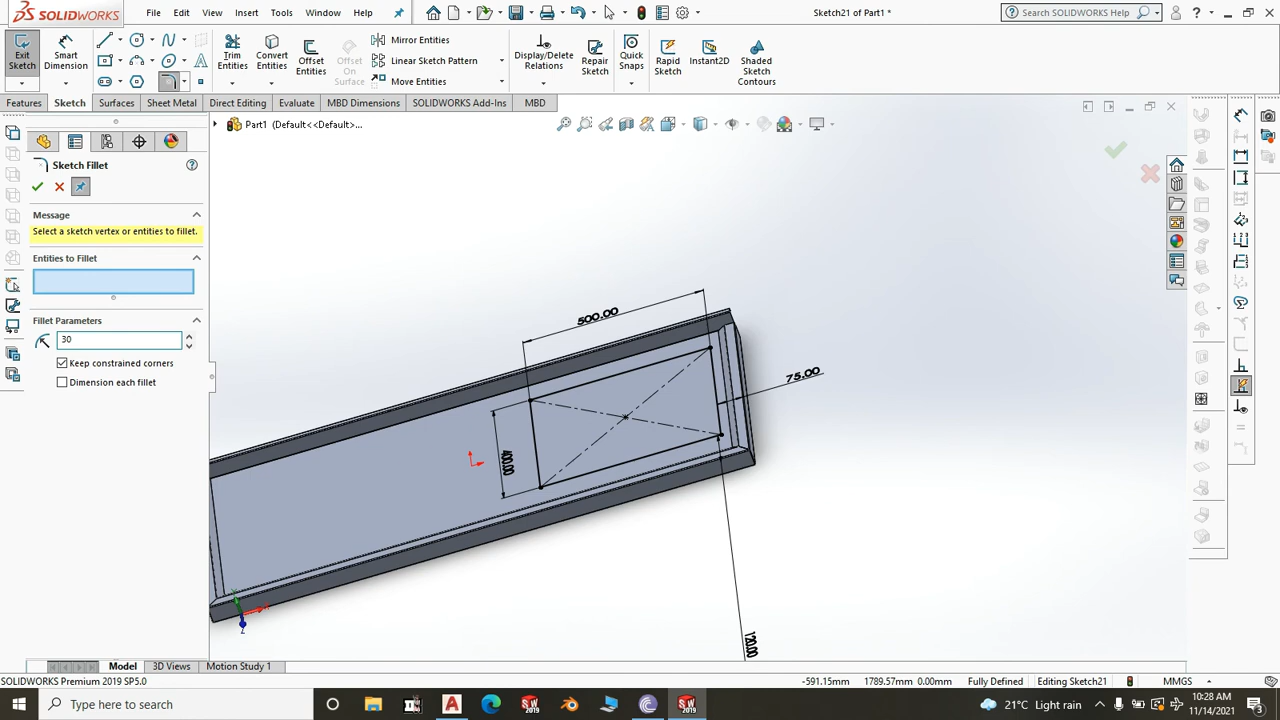 SOLIDWORKS
File
Edit
View
Insert
Tools
Window
Help
Sketch21 of Part1 *
Search SOLIDWORKS Help
Exit Sketch
Smart Dimension
Trim Entities
Convert Entities
Offset Entities
Offset On Surface
Mirror Entities
Linear Sketch Pattern
Move Entities
Display/Delete Relations
Repair Sketch
Quick Snaps
Rapid Sketch
Instant2D
Shaded Sketch Contours
Features
Sketch
Surfaces
Sheet Metal
Direct Editing
Evaluate
MBD Dimensions
SOLIDWORKS Add-Ins
MBD
Part1 (Default<<Default>...
Sketch Fillet
Message
Select a sketch vertex or entities to fillet.
Entities to Fillet
Fillet Parameters
30
Keep constrained corners
Dimension each fillet
500.00
75.00
400.00
120.00
Y
Z
Model
3D Views
Motion Study 1
SOLIDWORKS Premium 2019 SP5.0
-591.15mm
1789.57mm
0.00mm
Fully Defined
Editing Sketch21
MMGS
Type here to search
21°C Light rain
10:28 AM
11/14/2021